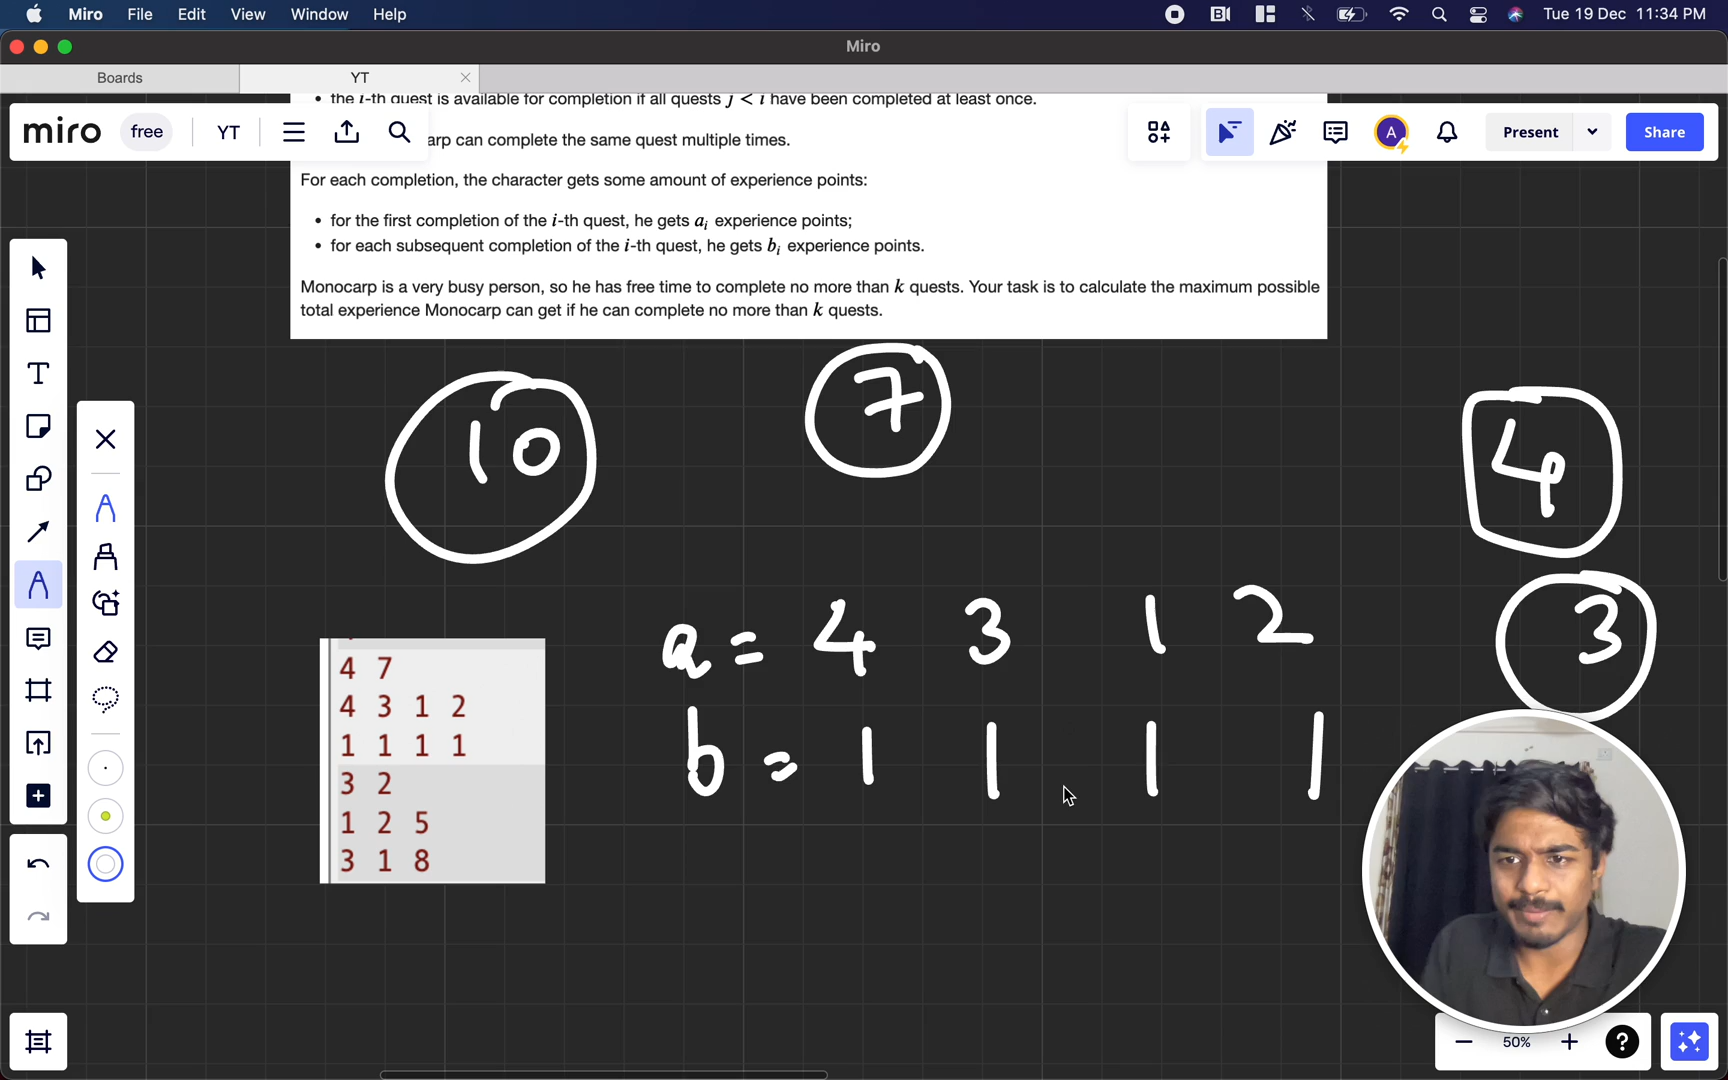 Miro File Edit View Window Help Tue 19 Dec 11:34 PM
Miro
Boards YT
• the i-th quest is available for completion if all quests j < i have been completed at least once.
miro free YT A Present Share
arp can complete the same quest multiple times.
For each completion, the character gets some amount of experience points:
• for the first completion of the i-th quest, he gets aᵢ experience points;
• for each subsequent completion of the i-th quest, he gets bᵢ experience points.
Monocarp is a very busy person, so he has free time to complete no more than k quests. Your task is to calculate the maximum possible
total experience Monocarp can get if he can complete no more than k quests.
10 7 4
a = 4 3 1 2 3
b = 1 1 1 1
4 7
4 3 1 2
1 1 1 1
3 2
1 2 5
3 1 8
50% ?